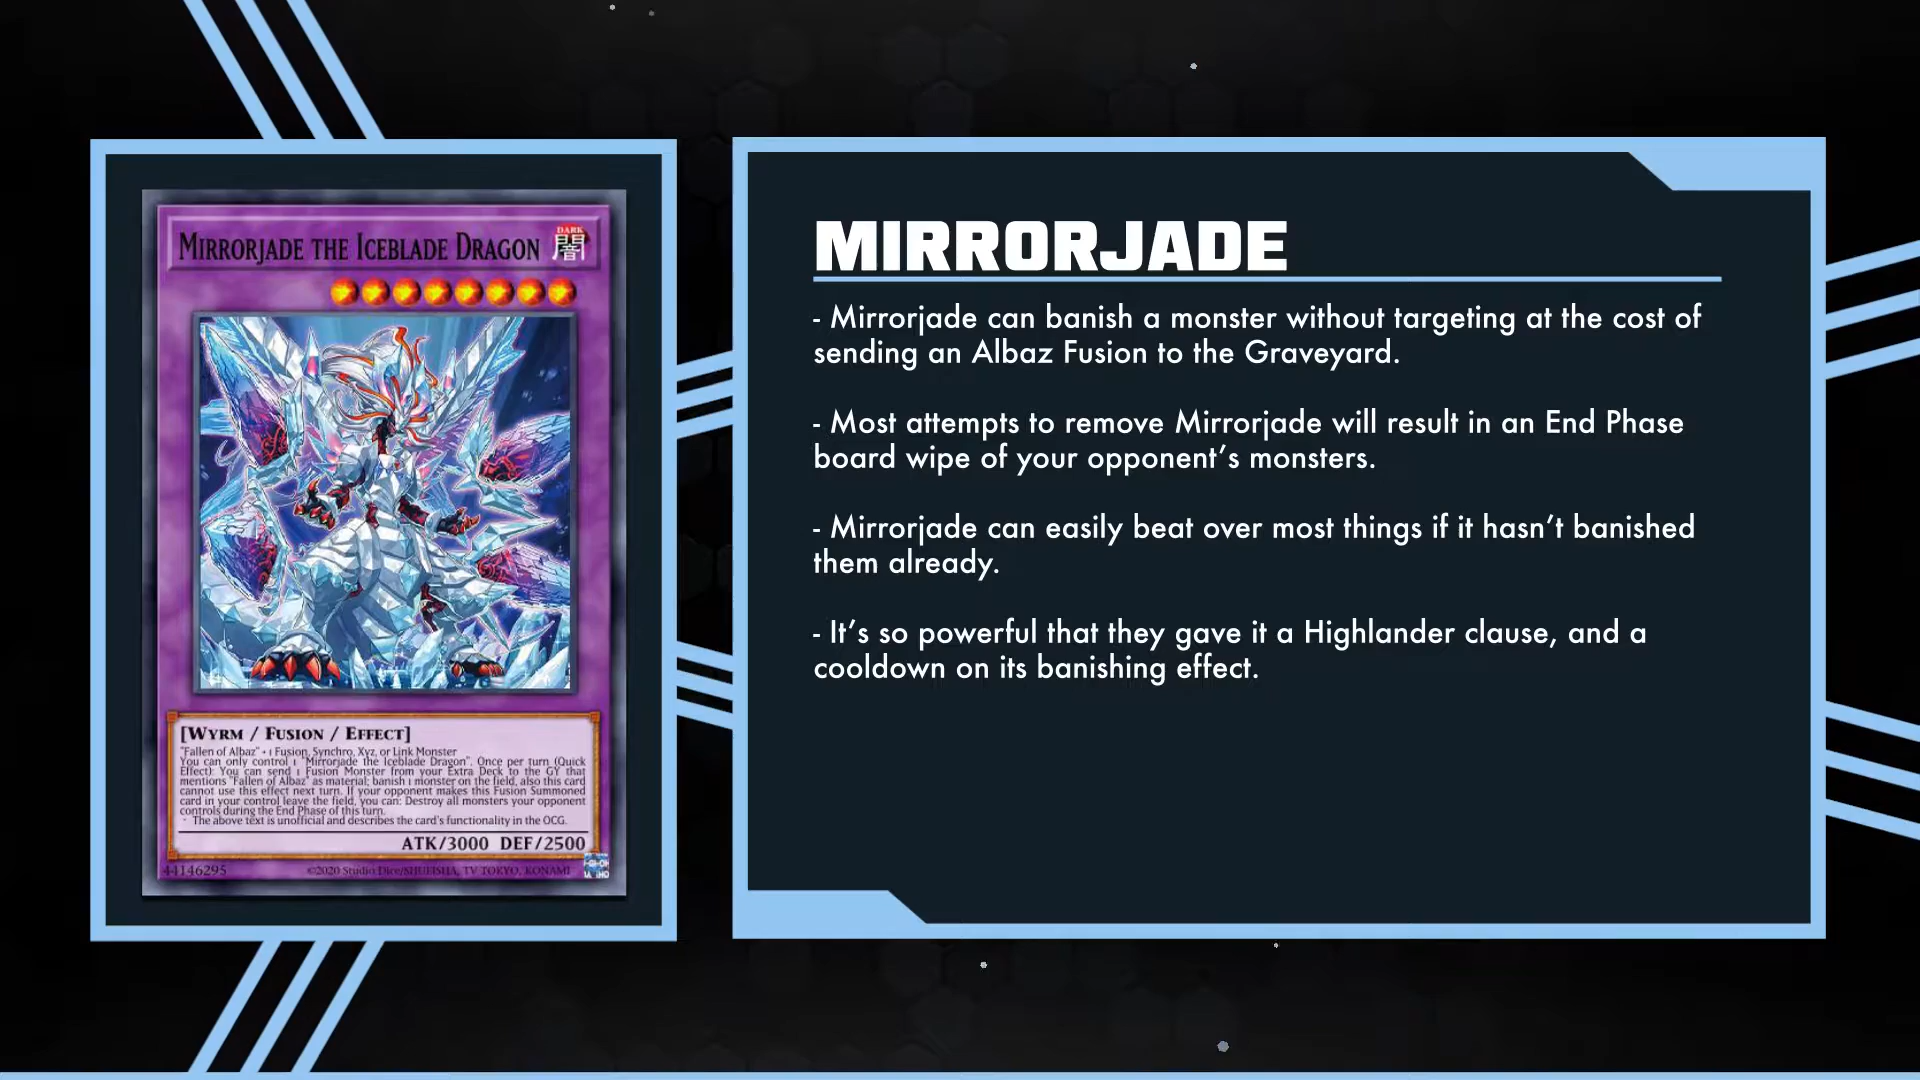 MIRRORJADE THE ICEBLADE DRAGON
DARK
闇
[WYRM / FUSION / EFFECT]
"Fallen of Albaz" + 1 Fusion, Synchro, Xyz, or Link Monster
You can only control 1 "Mirrorjade the Iceblade Dragon". Once per turn (Quick
Effect): You can send 1 Fusion Monster from your Extra Deck to the GY that
mentions "Fallen of Albaz" as material; banish 1 monster on the field, also this card
cannot use this effect next turn. If your opponent makes this Fusion Summoned
card in your control leave the field, you can: Destroy all monsters your opponent
controls during the End Phase of this turn.
* The above text is unofficial and describes the card's functionality in the OCG.
ATK/3000 DEF/2500
44146295 ©2020 Studio Dice/SHUEISHA, TV TOKYO, KONAMI
MIRRORJADE
- Mirrorjade can banish a monster without targeting at the cost of
sending an Albaz Fusion to the Graveyard.
- Most attempts to remove Mirrorjade will result in an End Phase
board wipe of your opponent's monsters.
- Mirrorjade can easily beat over most things if it hasn't banished
them already.
- It's so powerful that they gave it a Highlander clause, and a
cooldown on its banishing effect.